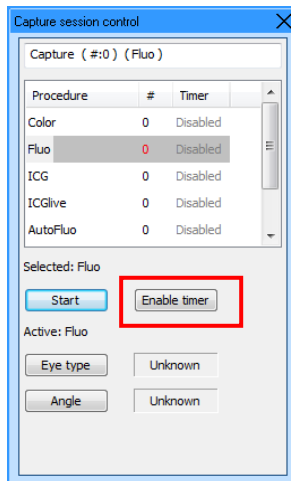 Capture session control
Capture ( #:0 ) ( Fluo )
Procedure # Timer
Color 0 Disabled
Fluo 0 Disabled
ICG 0 Disabled
ICGlive 0 Disabled
AutoFluo 0 Disabled
Selected: Fluo
Start Enable timer
Active: Fluo
Eye type Unknown
Angle Unknown